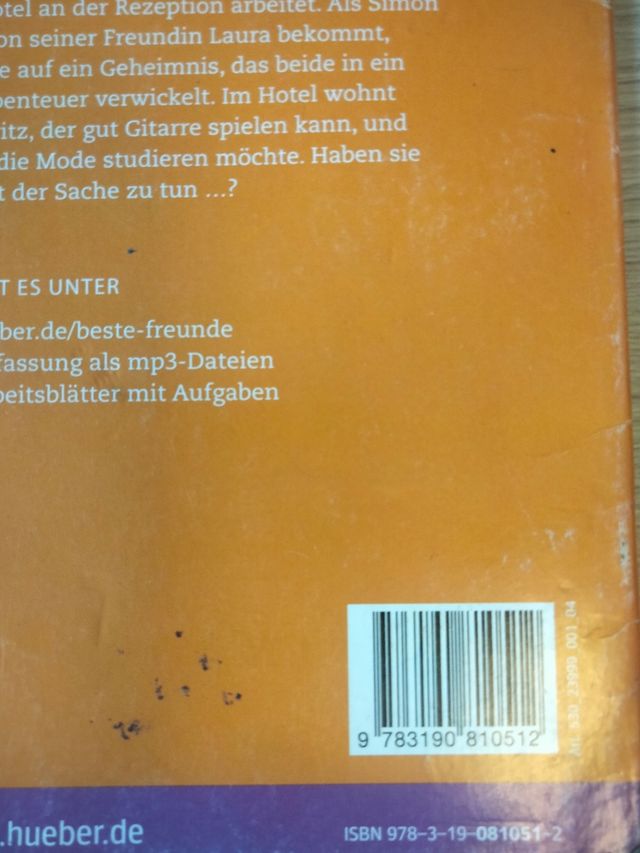 otel an der Rezeption arbeitet. Als Simon
on seiner Freundin Laura bekommt,
e auf ein Geheimnis, das beide in ein
benteuer verwickelt. Im Hotel wohnt
itz, der gut Gitarre spielen kann, und
die Mode studieren möchte. Haben sie
t der Sache zu tun ...?
T ES UNTER
ber.de/beste-freunde
fassung als mp3-Dateien
beitsblätter mit Aufgaben
Art. 530_23999_001_04
9 783190 810512
.hueber.de
ISBN 978-3-19-081051-2